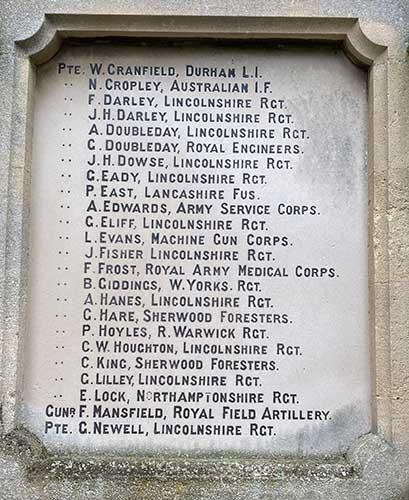 Pte. W. Cranfield, Durham L.I.
" N. Cropley, Australian I.F.
" F. Darley, Lincolnshire Rgt.
" J.H. Darley, Lincolnshire Rgt.
" A. Doubleday, Lincolnshire Rgt.
" G. Doubleday, Royal Engineers.
" J.H. Dowse, Lincolnshire Rgt.
" G. Eady, Lincolnshire Rgt.
" P. East, Lancashire Fus.
" A. Edwards, Army Service Corps.
" G. Eliff, Lincolnshire Rgt.
" L. Evans, Machine Gun Corps.
" J. Fisher Lincolnshire Rgt.
" F. Frost, Royal Army Medical Corps.
" B. Giddings, W. Yorks. Rgt.
" A. Hanes, Lincolnshire Rgt.
" G. Hare, Sherwood Foresters.
" P. Hoyles, R. Warwick Rgt.
" C.W. Houghton, Lincolnshire Rgt.
" C. King, Sherwood Foresters.
" G. Lilley, Lincolnshire Rgt.
" E. Lock, Northamptonshire Rgt.
Gunr. F. Mansfield, Royal Field Artillery.
Pte. G. Newell, Lincolnshire Rgt.